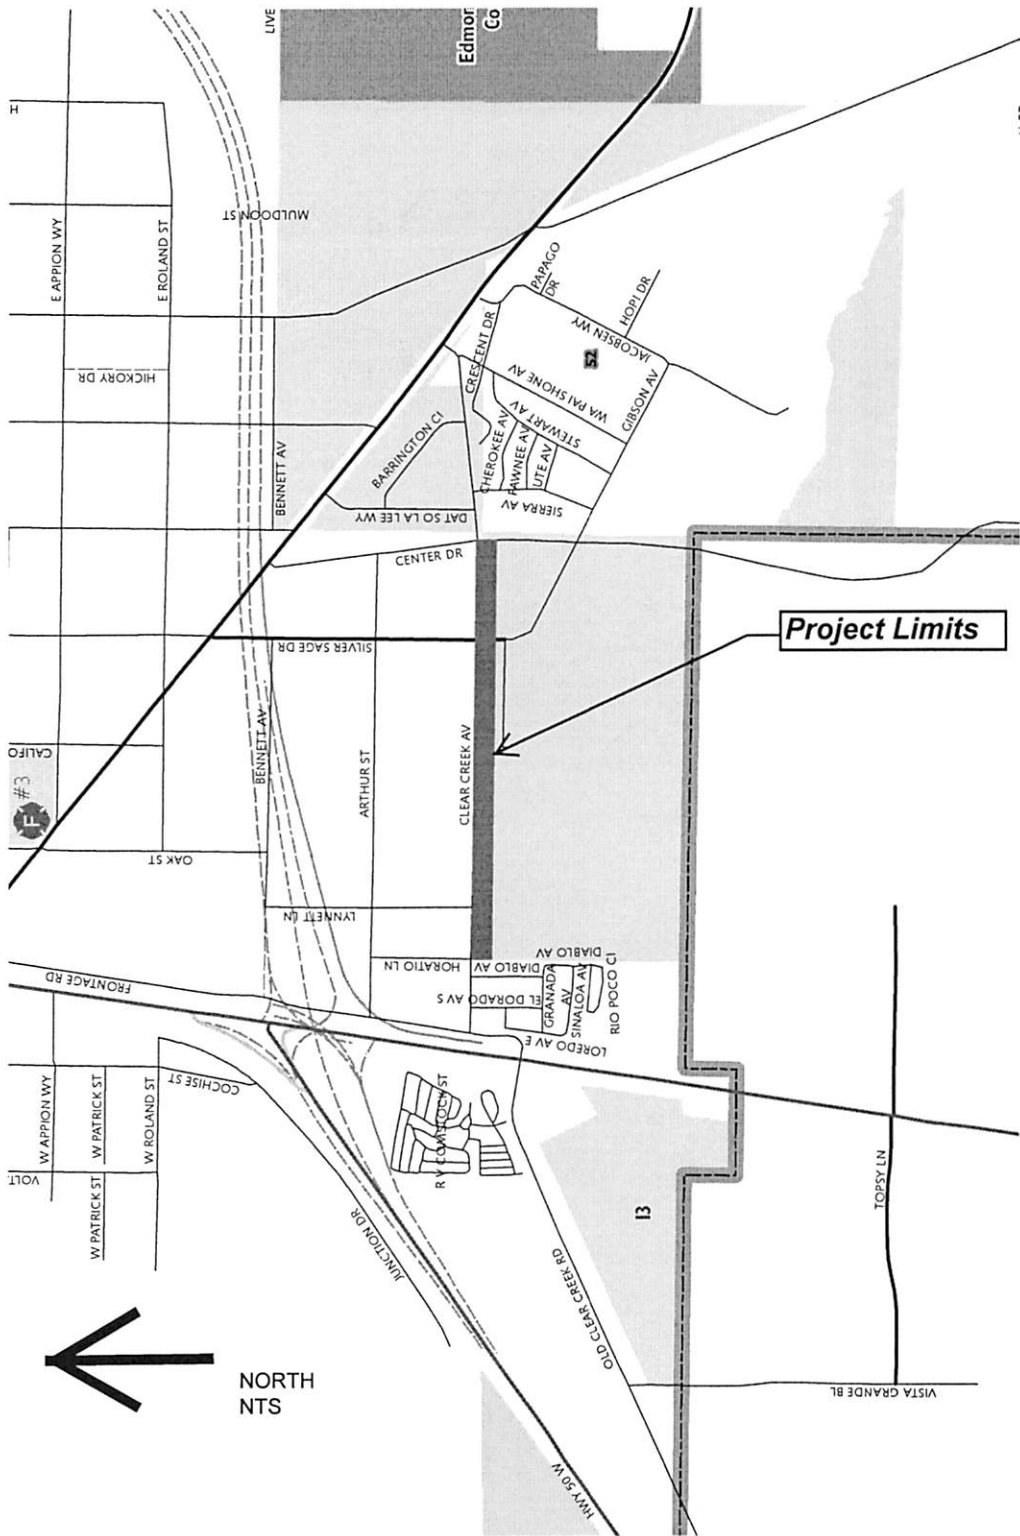 LIVE
Edmon
Co
H
E APPION WY
E ROLAND ST
MULDOON ST
HICKORY DR
PAPAGO
DR
HOPI DR
JACOBSEN WY
CRESCENT DR
52
WA PAI SHONE AV
GIBSON AV
STEWART AV
CHEROKEE AV
PAWNEE AV
UTE AV
SIERRA AV
BARRINGTON CI
BENNETT AV
DAT SO LA LEE WY
CENTER DR
SILVER SAGE DR
Project Limits
CALIFO
#3
F
BENNETT AV
ARTHUR ST
CLEAR CREEK AV
OAK ST
LYNNETT LN
HORATIO LN
DIABLO AV
DIABLO AV
EL DORADO AV S
GRANADA
AV
SINALOA AV
RIO POCO CI
LOREDO AV E
FRONTAGE RD
COCHISE ST
W APPION WY
W PATRICK ST
W ROLAND ST
VOLT
W PATRICK ST
R V COMSTOCK ST
JUNCTION DR
13
TOPSY LN
OLD CLEAR CREEK RD
VISTA GRANDE BL
HWY 50 W
NORTH
NTS